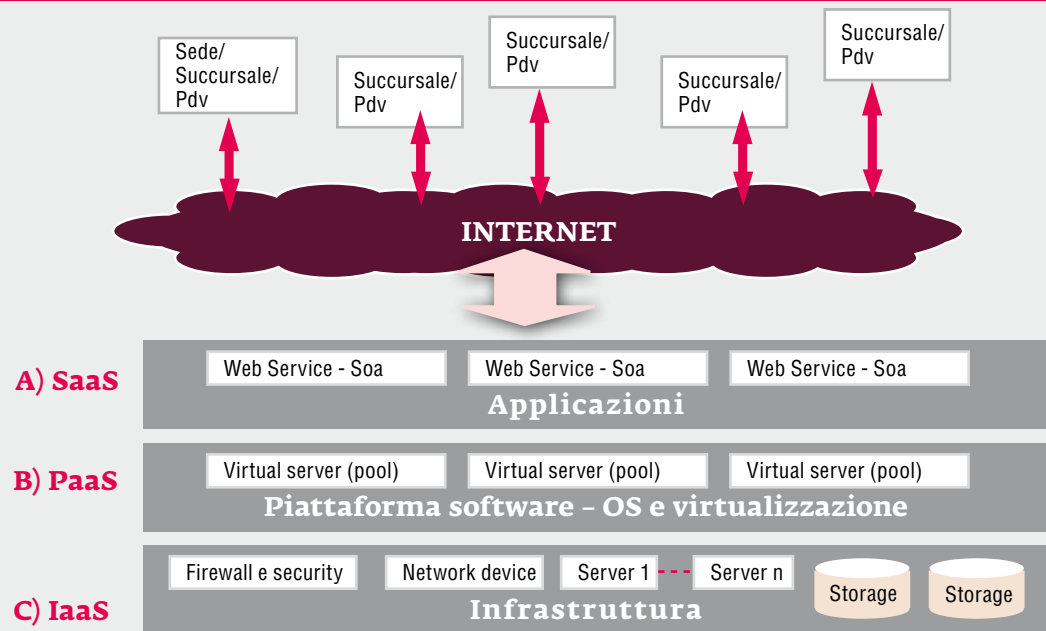 Sede/
Succursale/
Pdv
Succursale/
Pdv
Succursale/
Pdv
Succursale/
Pdv
Succursale/
Pdv
INTERNET
A) SaaS
Web Service - Soa
Web Service - Soa
Web Service - Soa
Applicazioni
B) PaaS
Virtual server (pool)
Virtual server (pool)
Virtual server (pool)
Piattaforma software – OS e virtualizzazione
C) IaaS
Firewall e security
Network device
Server 1
Server n
Storage
Storage
Infrastruttura